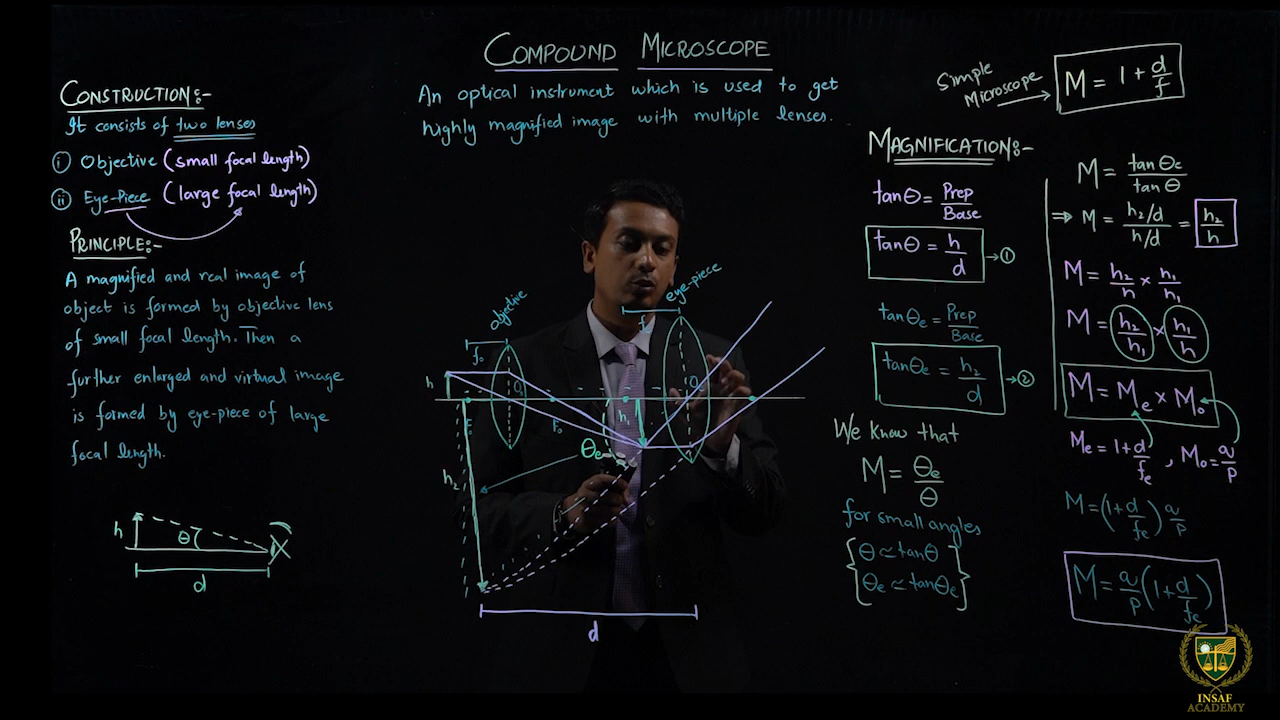 COMPOUND MICROSCOPE
An optical instrument which is used to get
highly magnified image with multiple lenses.
CONSTRUCTION:-
It consists of two lenses
i Objective (small focal length)
ii Eye-Piece (large focal length)
PRINCIPLE:-
A magnified and real image of
object is formed by objective lens
of small focal length. Then a
further enlarged and virtual image
is formed by eye-piece of large
focal length.
h
θ
d
objective
eye-piece
fₒ
h
Fₒ
h₁
θe
h₂
d
Simple
Microscope
M = 1 + d/f
MAGNIFICATION:-
tanθ = Prep/Base
tanθ = h/d → 1
tanθe = Prep/Base
tanθe = h₂/d → 2
We know that
M = θe/θ
for small angles
{θ ≃ tanθ
θe ≃ tanθe}
M = tanθe/tanθ
⇒ M = (h₂/d)/(h/d) = h₂/h
M = h₂/h × h₁/h₁
M = h₂/h₁ × h₁/h
M = Me × Mo
Me = 1 + d/fe , Mo = q/p
M = (1 + d/fe) q/p
M = q/p (1 + d/fe)
INSAF
ACADEMY